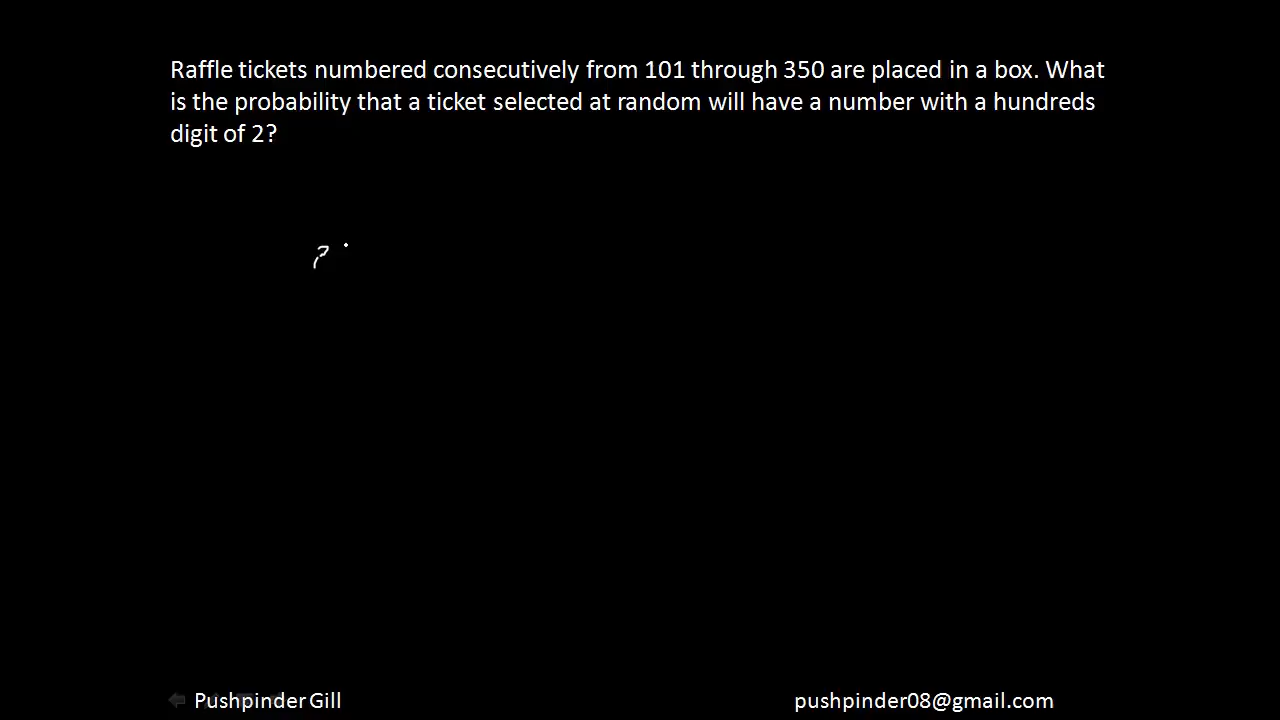 Raffle tickets numbered consecutively from 101 through 350 are placed in a box. What
is the probability that a ticket selected at random will have a number with a hundreds
digit of 2?
Pushpinder Gill
pushpinder08@gmail.com